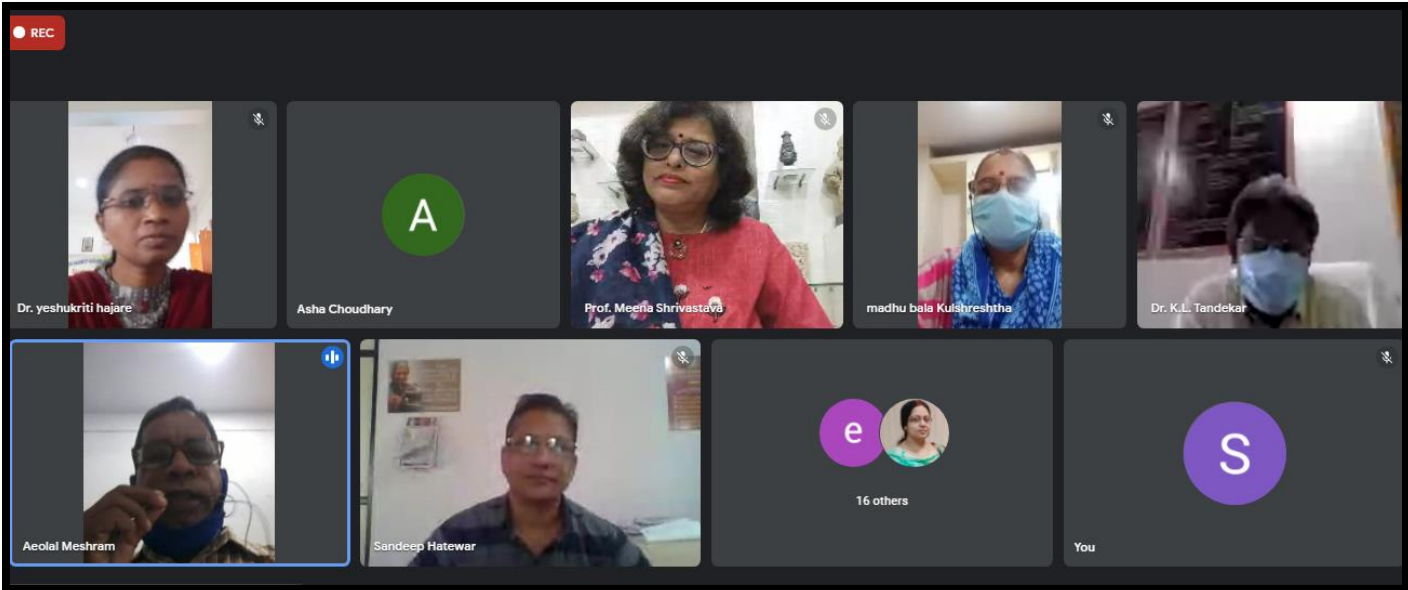 REC
Dr. yeshukriti hajare
A
Asha Choudhary
Prof. Meena Shrivastava
madhu bala Kulshreshtha
Dr. K.L. Tandekar
Aeolal Meshram
Sandeep Hatewar
e
16 others
S
You